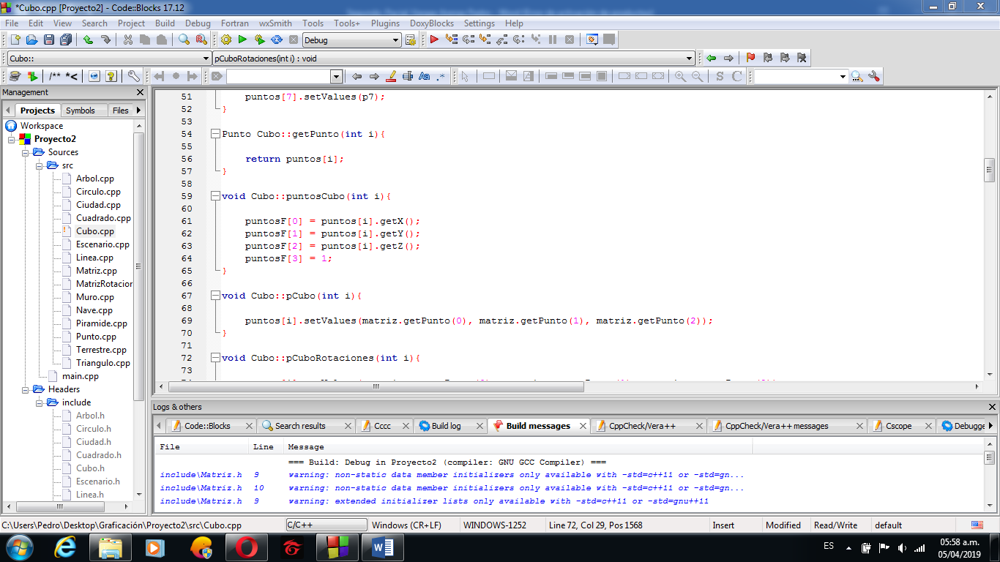 *Cubo.cpp [Proyecto2] - Code::Blocks 17.12
File Edit View Search Project Build Debug Fortran wxSmith Tools Tools+ Plugins DoxyBlocks Settings Help
Debug
Cubo:: pCuboRotaciones(int i) : void
/** *< Aa .* S C
Management
Projects Symbols Files
Workspace
Proyecto2
Sources
src
Arbol.cpp
Circulo.cpp
Ciudad.cpp
Cuadrado.cpp
Cubo.cpp
Escenario.cpp
Linea.cpp
Matriz.cpp
MatrizRotacior
Muro.cpp
Nave.cpp
Piramide.cpp
Punto.cpp
Terrestre.cpp
Triangulo.cpp
main.cpp
Headers
include
Arbol.h
Circulo.h
Ciudad.h
Cuadrado.h
Cubo.h
Escenario.h
Linea.h
51 puntos[7].setValues(p7);
52 }
53
54 Punto Cubo::getPunto(int i){
55
56 return puntos[i];
57 }
58
59 void Cubo::puntosCubo(int i){
60
61 puntosF[0] = puntos[i].getX();
62 puntosF[1] = puntos[i].getY();
63 puntosF[2] = puntos[i].getZ();
64 puntosF[3] = 1;
65 }
66
67 void Cubo::pCubo(int i){
68
69 puntos[i].setValues(matriz.getPunto(0), matriz.getPunto(1), matriz.getPunto(2));
70 }
71
72 void Cubo::pCuboRotaciones(int i){
73
Logs & others
Code::Blocks Search results Cccc Build log Build messages CppCheck/Vera++ CppCheck/Vera++ messages Cscope Debugge
File Line Message
=== Build: Debug in Proyecto2 (compiler: GNU GCC Compiler) ===
include\Matriz.h 9 warning: non-static data member initializers only available with -std=c++11 or -std=gn...
include\Matriz.h 10 warning: non-static data member initializers only available with -std=c++11 or -std=gn...
include\Matriz.h 9 warning: extended initializer lists only available with -std=c++11 or -std=gnu++11
C:\Users\Pedro\Desktop\Graficación\Proyecto2\src\Cubo.cpp C/C++ Windows (CR+LF) WINDOWS-1252 Line 72, Col 29, Pos 1568 Insert Modified Read/Write default
ES
05:58 a.m.
05/04/2019